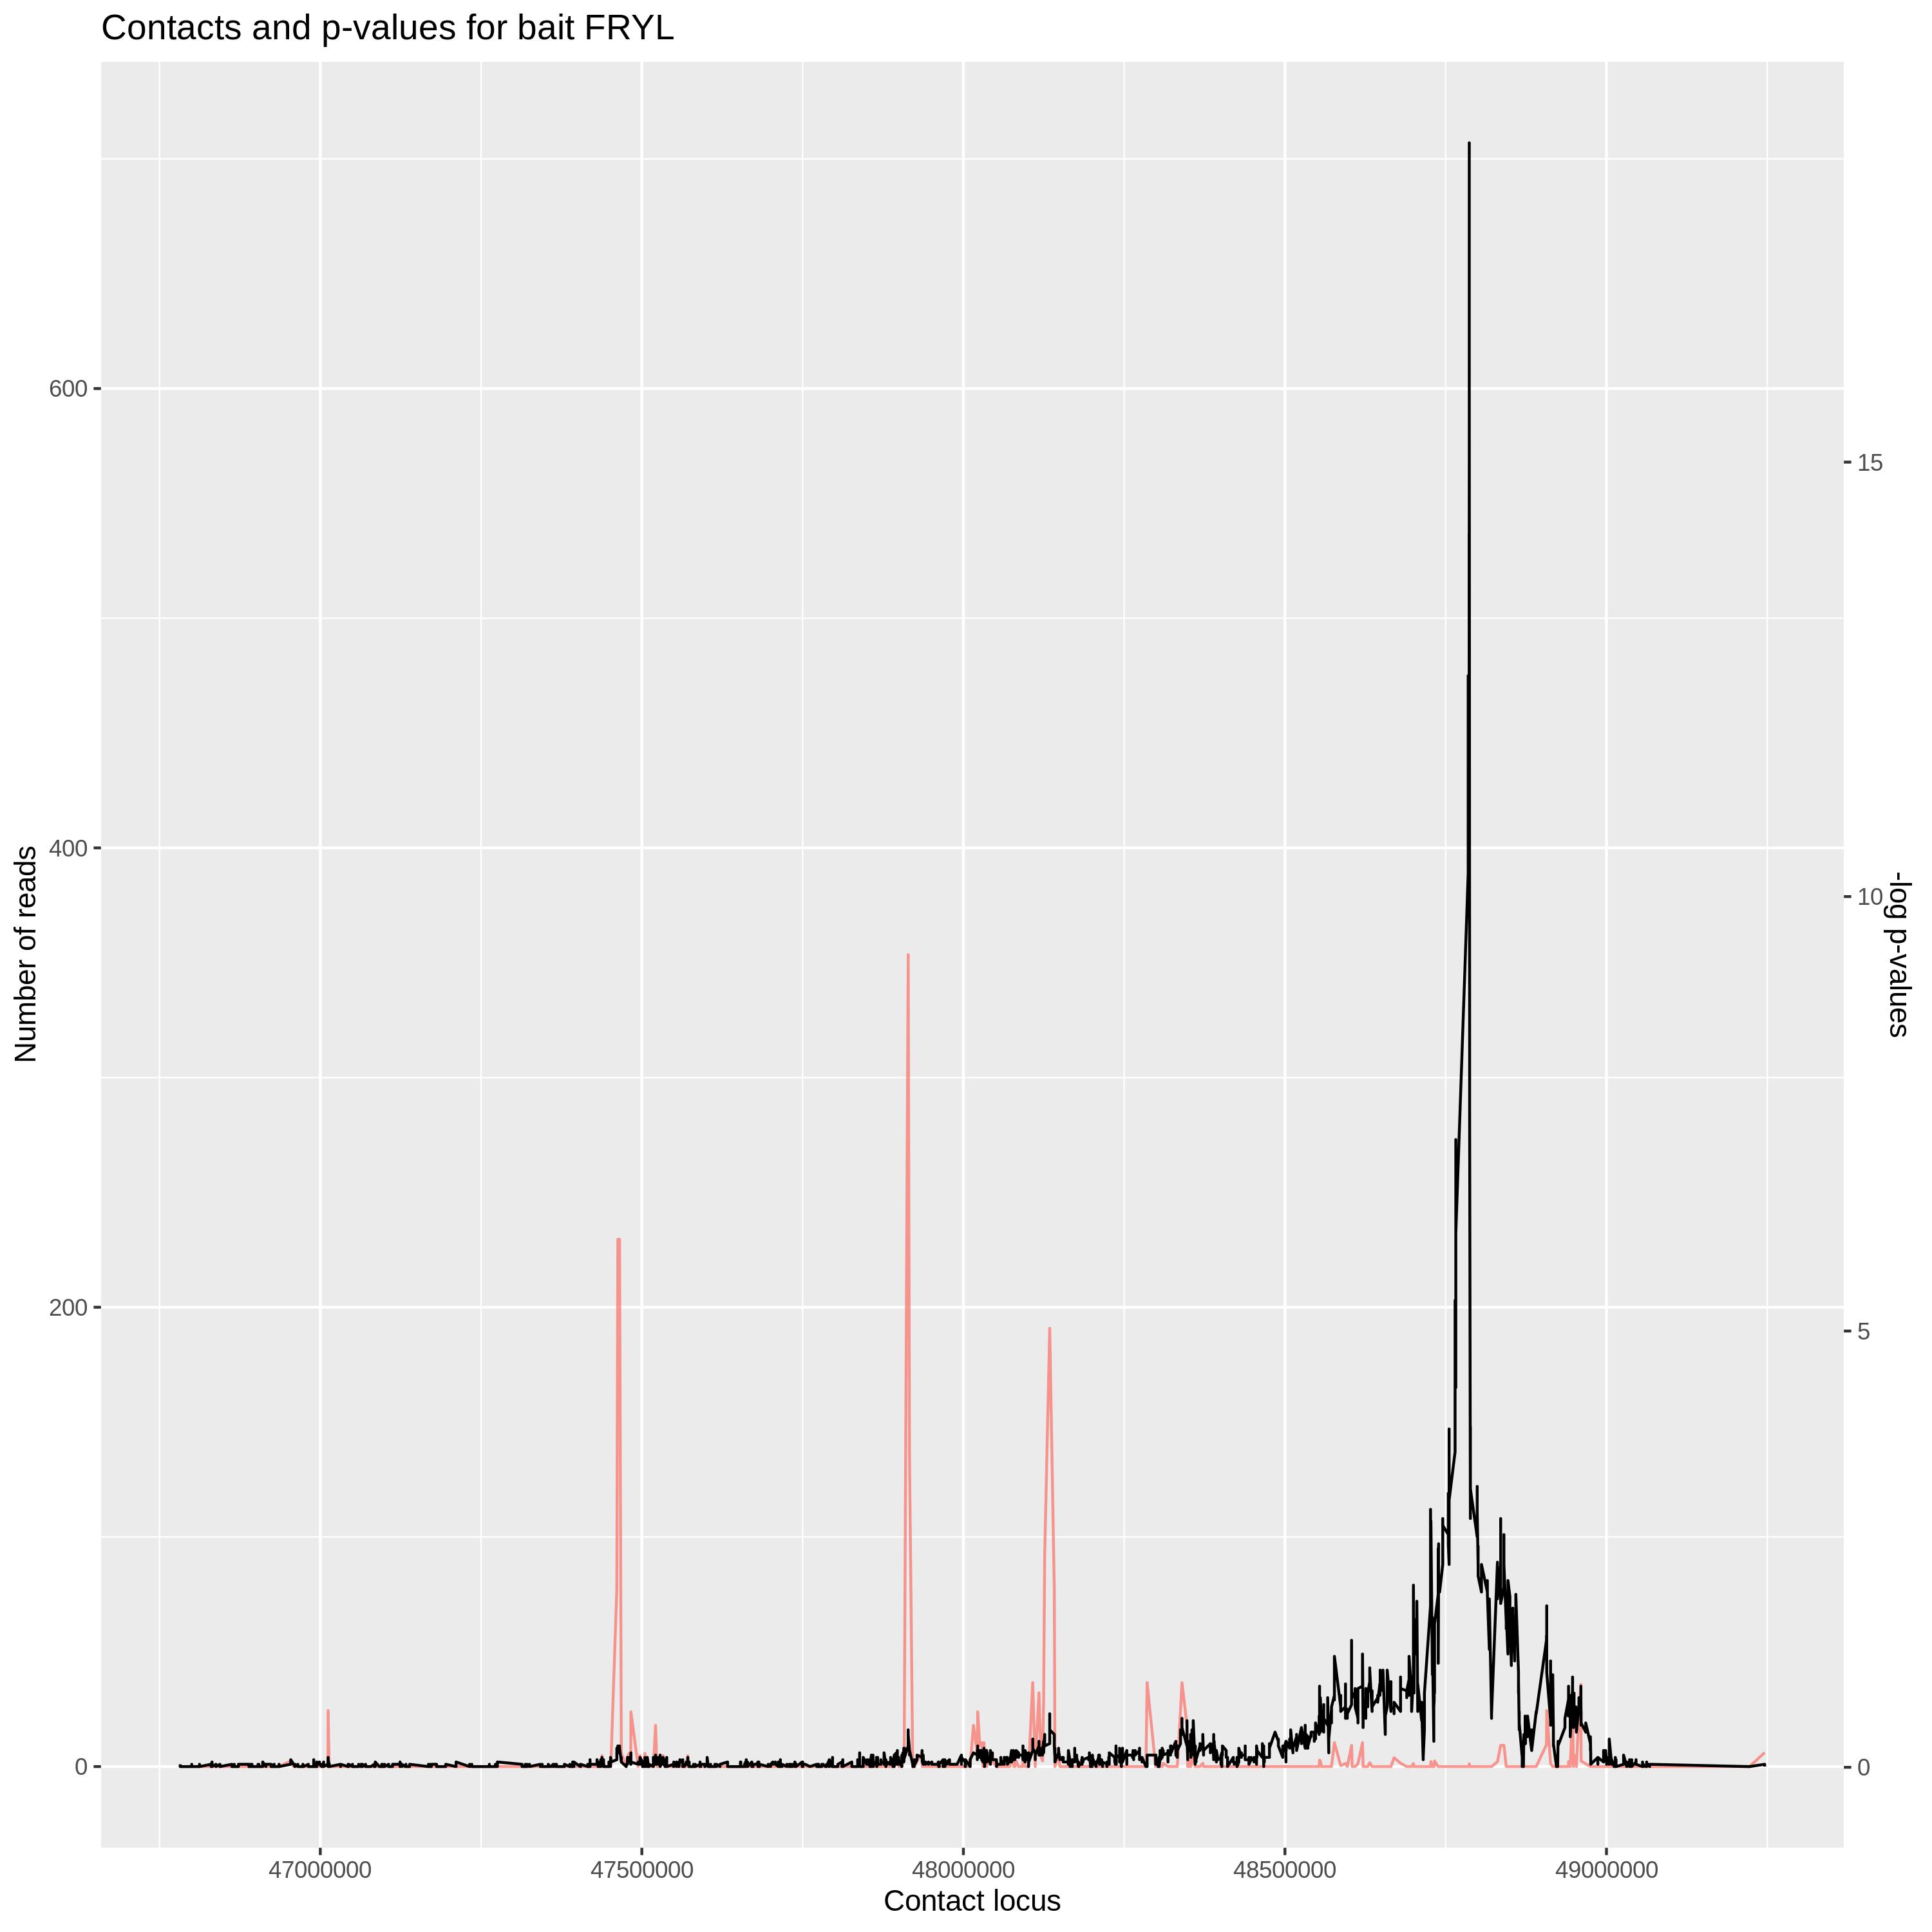 Contacts and p-values for bait FRYL
600
400
200
0
Number of reads
15
10
5
0
-log p-values
47000000 47500000 48000000 48500000 49000000
Contact locus